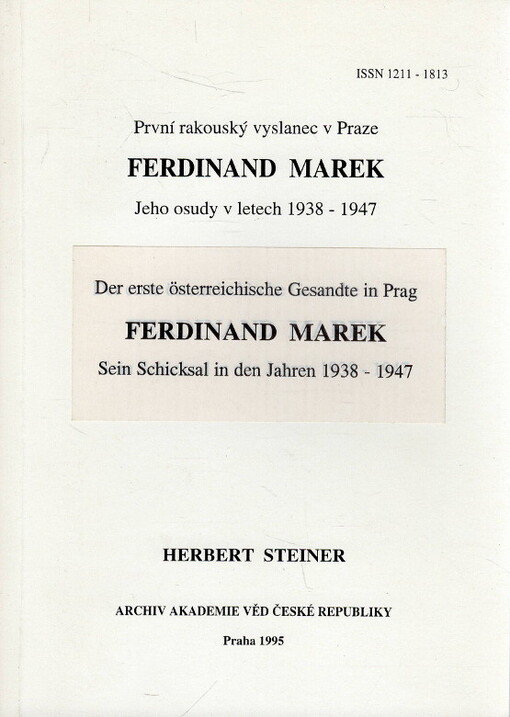 ISSN 1211 - 1813
První rakouský vyslanec v Praze
FERDINAND MAREK
Jeho osudy v letech 1938 - 1947
Der erste österreichische Gesandte in Prag
FERDINAND MAREK
Sein Schicksal in den Jahren 1938 - 1947
HERBERT STEINER
ARCHIV AKADEMIE VĚD ČESKÉ REPUBLIKY
Praha 1995